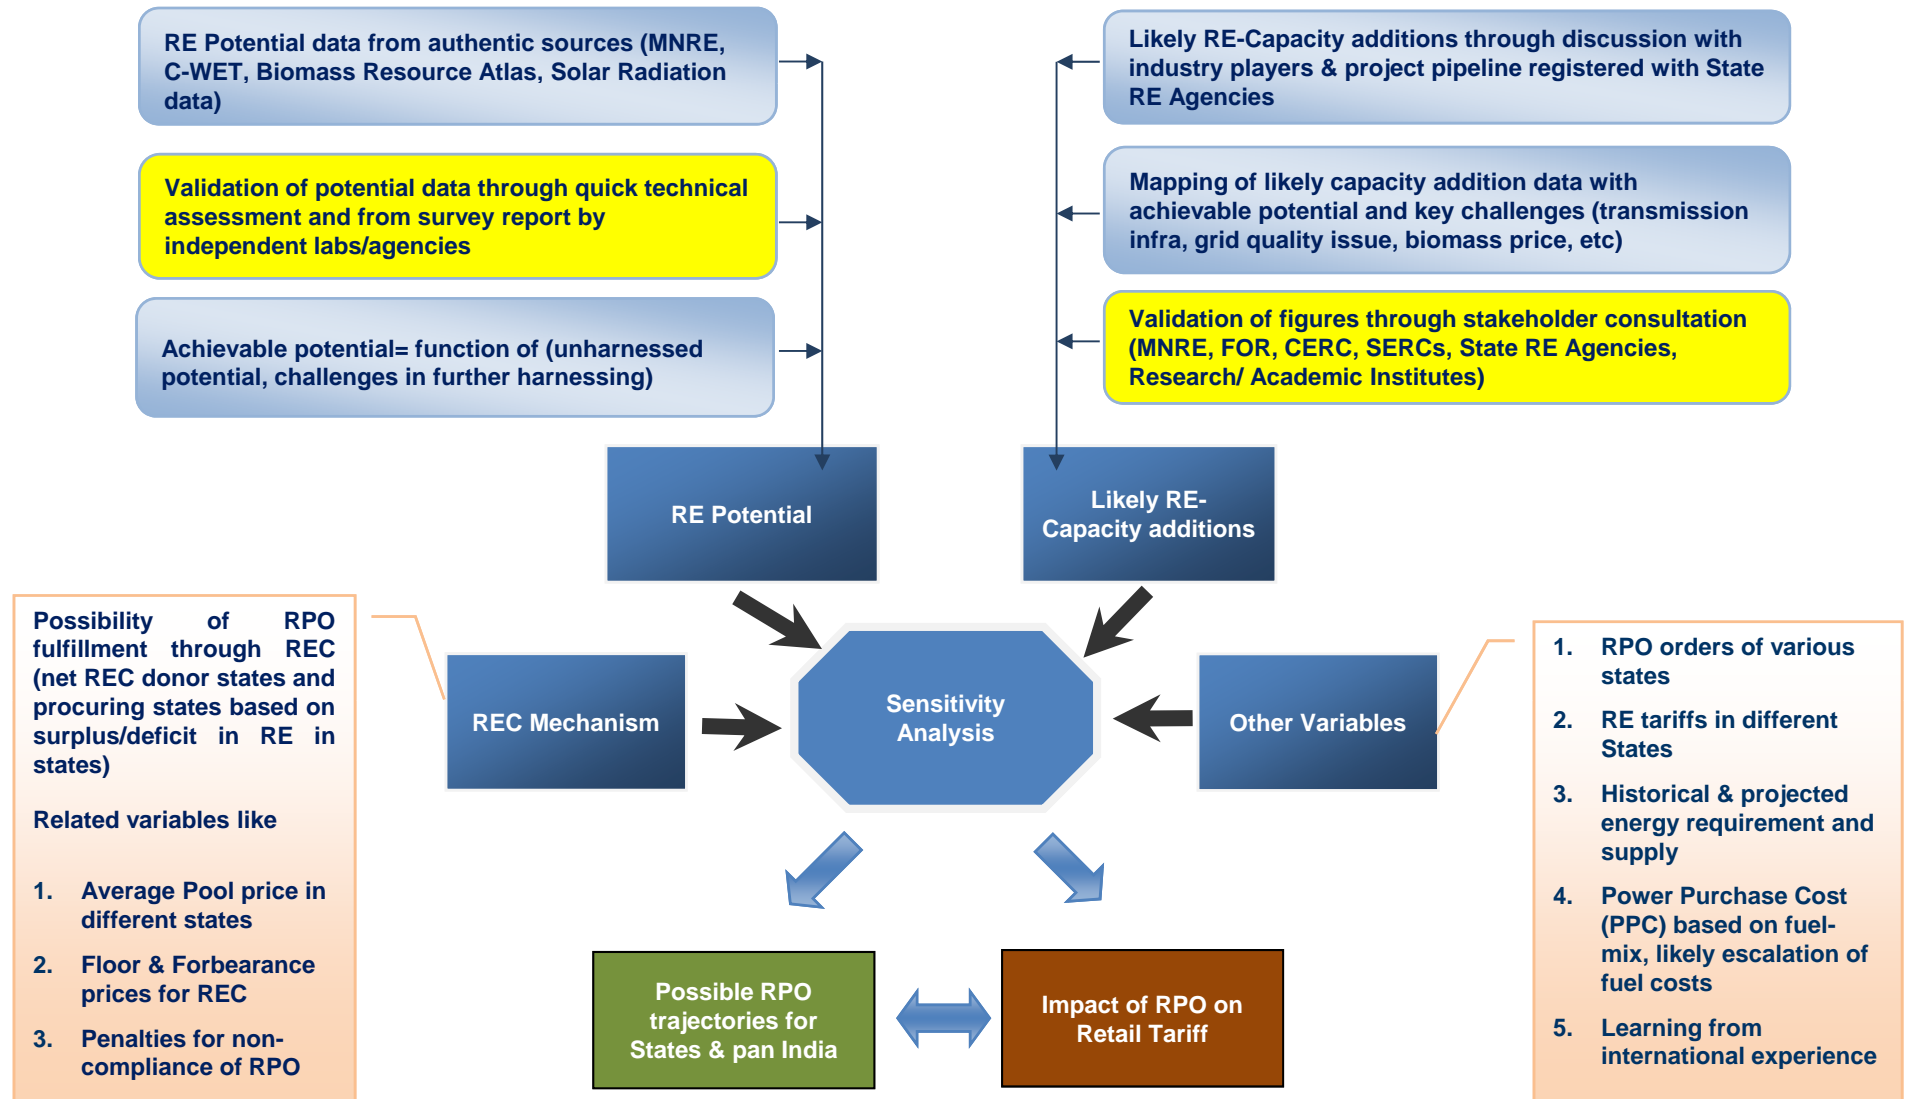 RE Potential data from authentic sources (MNRE,
C-WET, Biomass Resource Atlas, Solar Radiation
data)
Validation of potential data through quick technical
assessment and from survey report by
independent labs/agencies
Achievable potential= function of (unharnessed
potential, challenges in further harnessing)
Likely RE-Capacity additions through discussion with
industry players & project pipeline registered with State
RE Agencies
Mapping of likely capacity addition data with
achievable potential and key challenges (transmission
infra, grid quality issue, biomass price, etc)
Validation of figures through stakeholder consultation
(MNRE, FOR, CERC, SERCs, State RE Agencies,
Research/ Academic Institutes)
RE Potential
Likely RE-
Capacity additions
Possibility of RPO
fulfillment through REC
(net REC donor states and
procuring states based on
surplus/deficit in RE in
states)
Related variables like
1. Average Pool price in
different states
2. Floor & Forbearance
prices for REC
3. Penalties for non-
compliance of RPO
REC Mechanism
Sensitivity
Analysis
Other Variables
1. RPO orders of various
states
2. RE tariffs in different
States
3. Historical & projected
energy requirement and
supply
4. Power Purchase Cost
(PPC) based on fuel-
mix, likely escalation of
fuel costs
5. Learning from
international experience
Possible RPO
trajectories for
States & pan India
Impact of RPO on
Retail Tariff